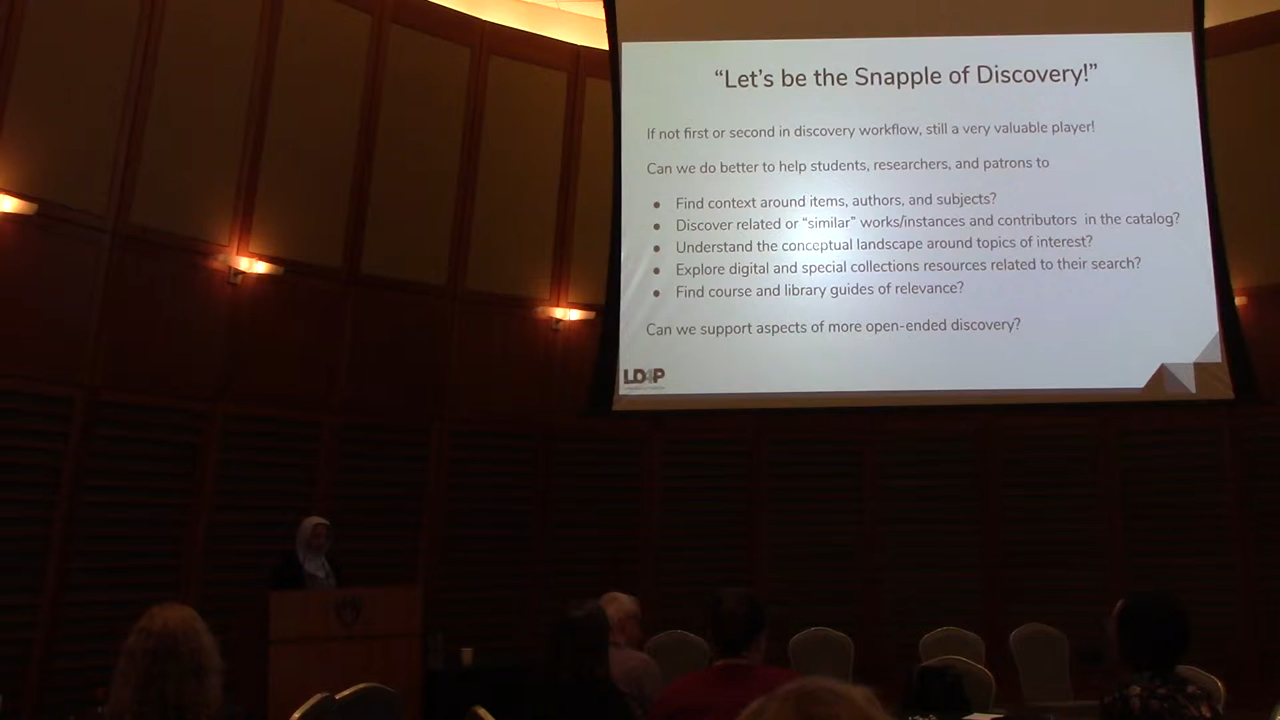 “Let’s be the Snapple of Discovery!”
If not first or second in discovery workflow, still a very valuable player!
Can we do better to help students, researchers, and patrons to
● Find context around items, authors, and subjects?
● Discover related or “similar” works/instances and contributors in the catalog?
● Understand the conceptual landscape around topics of interest?
● Explore digital and special collections resources related to their search?
● Find course and library guides of relevance?
Can we support aspects of more open-ended discovery?
LD4P